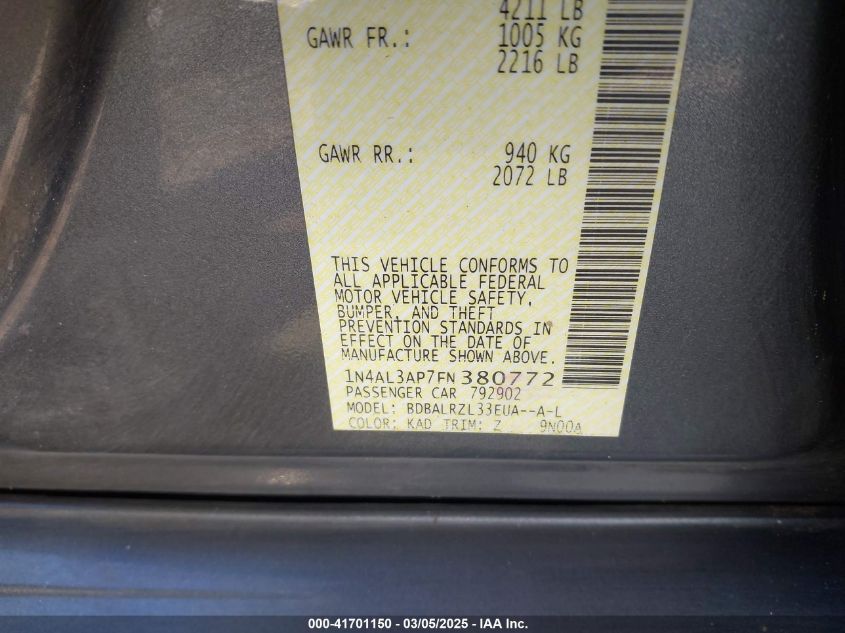 4211 LB
GAWR FR.: 1005 KG
2216 LB
GAWR RR.: 940 KG
2072 LB
THIS VEHICLE CONFORMS TO
ALL APPLICABLE FEDERAL
MOTOR VEHICLE SAFETY,
BUMPER, AND THEFT
PREVENTION STANDARDS IN
EFFECT ON THE DATE OF
MANUFACTURE SHOWN ABOVE.
1N4AL3AP7FN380772
PASSENGER CAR 792902
MODEL: BDBALRZL33EUA--A-L
COLOR: KAD TRIM: Z 9N00A
000-41701150 - 03/05/2025 - IAA Inc.